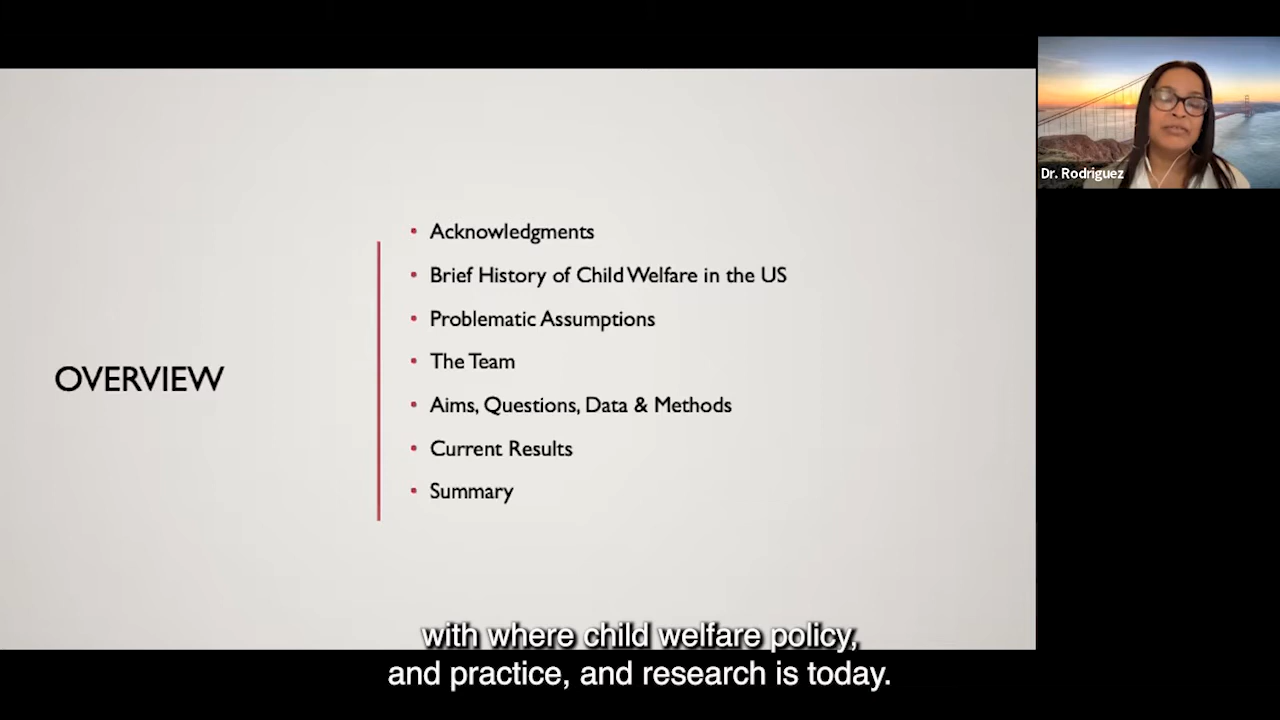 Dr. Rodriguez
OVERVIEW
Acknowledgments
Brief History of Child Welfare in the US
Problematic Assumptions
The Team
Aims, Questions, Data & Methods
Current Results
Summary
with where child welfare policy,
and practice, and research is today.